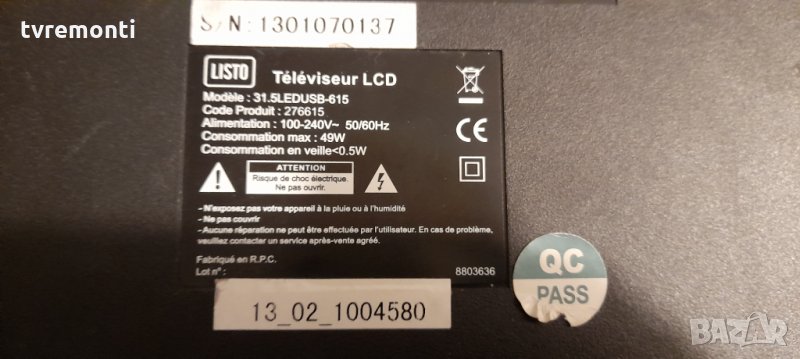 tvremonti
S/N: 1301070137
LISTO
Téléviseur LCD
Modèle : 31.5LEDUSB-615
Code Produit : 276615
Alimentation : 100-240V~ 50/60Hz
Consommation max : 49W
Consommation en veille<0.5W
CE
ATTENTION
Risque de choc électrique.
Ne pas ouvrir.
- N'exposez pas votre appareil à la pluie ou à l'humidité
- Ne pas couvrir
- Aucune réparation ne peut être effectuée par l'utilisateur. En cas de problème,
veuillez contacter un service après-vente agréé.
Fabriqué en R.P.C.
Lot n° :
8803636
QC
PASS
13_02_1004580
BAZAR